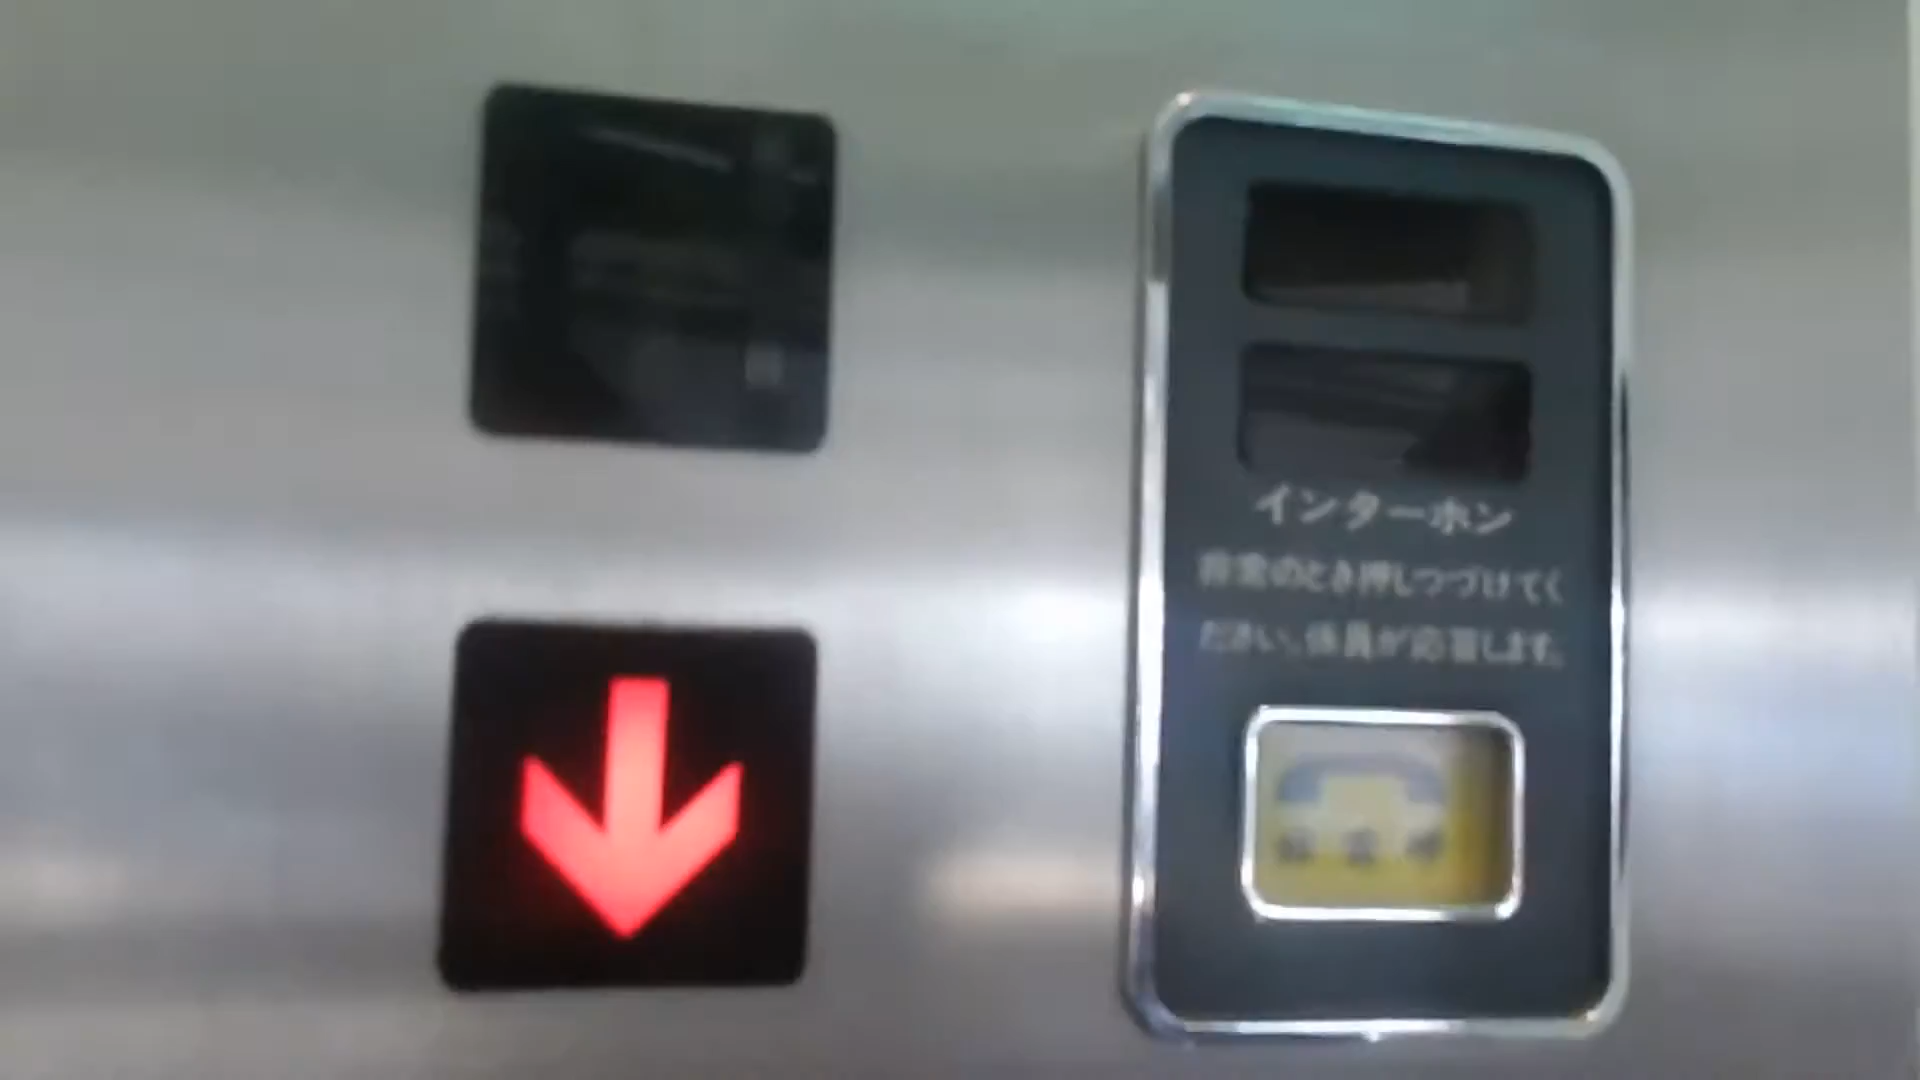 インターホン
非常のとき押しつづけてく
ださい。係員が応答します。